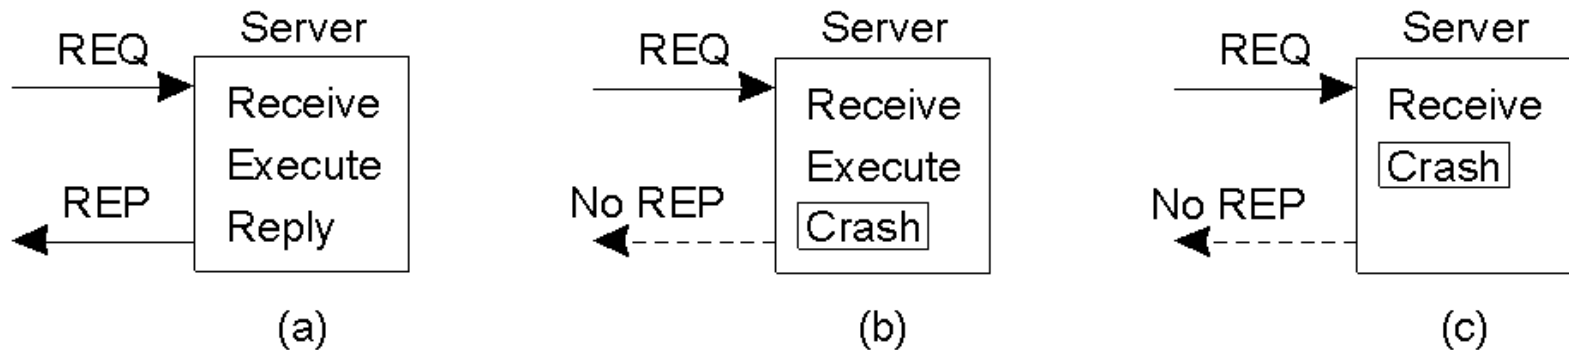 Server
REQ
Receive
Execute
REP
Reply
(a)
Server
REQ
Receive
Execute
No REP
Crash
(b)
Server
REQ
Receive
Crash
No REP
(c)